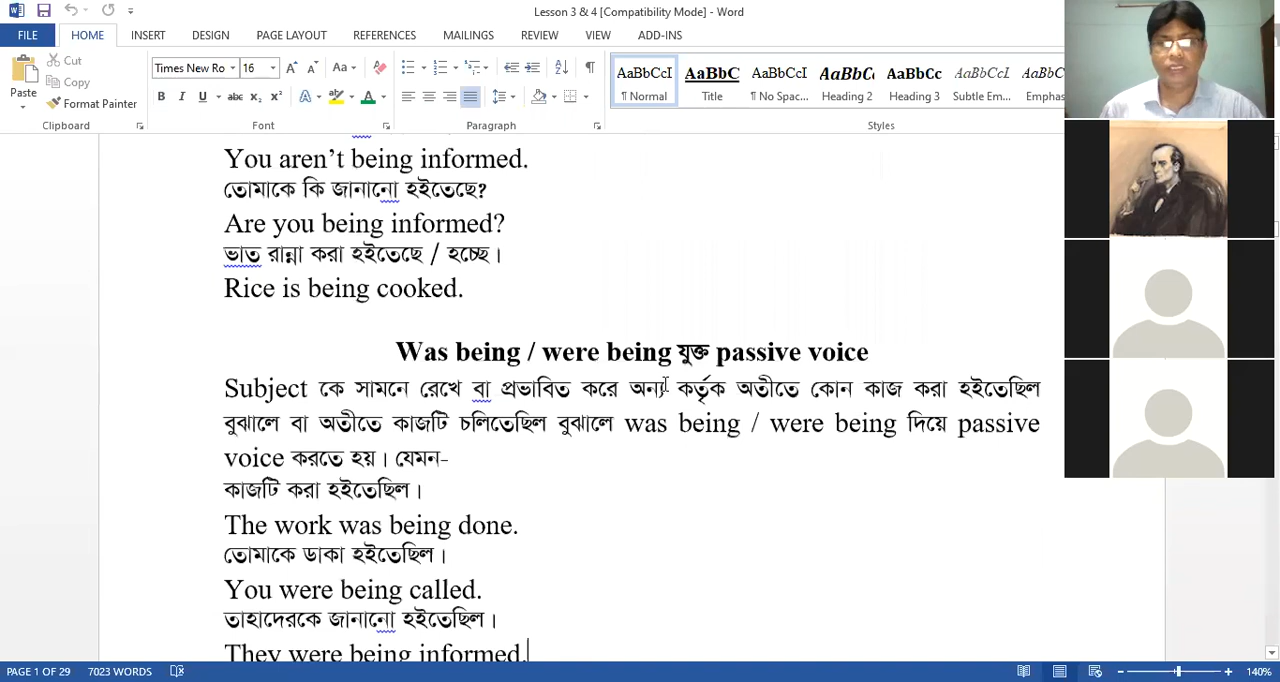 Lesson 3 & 4 [Compatibility Mode] - Word
FILE HOME INSERT DESIGN PAGE LAYOUT REFERENCES MAILINGS REVIEW VIEW ADD-INS
Paste
Cut
Copy
Format Painter
Times New Ro 16
AaBbCcI AaBbC AaBbCcI AaBbCc AaBbCc AaBbCcI AaBbC
¶ Normal Title ¶ No Spac... Heading 2 Heading 3 Subtle Em... Emphas
Clipboard Font Paragraph Styles
You aren't being informed.
তোমাকে কি জানানো হইতেছে?
Are you being informed?
ভাত রান্না করা হইতেছে / হচ্ছে।
Rice is being cooked.
Was being / were being যুক্ত passive voice
Subject কে সামনে রেখে বা প্রভাবিত করে অন্য কর্তৃক অতীতে কোন কাজ করা হইতেছিল
বুঝালে বা অতীতে কাজটি চলিতেছিল বুঝালে was being / were being দিয়ে passive
voice করতে হয়। যেমন-
কাজটি করা হইতেছিল।
The work was being done.
তোমাকে ডাকা হইতেছিল।
You were being called.
তাহাদেরকে জানানো হইতেছিল।
They were being informed.
PAGE 1 OF 29 7023 WORDS 140%